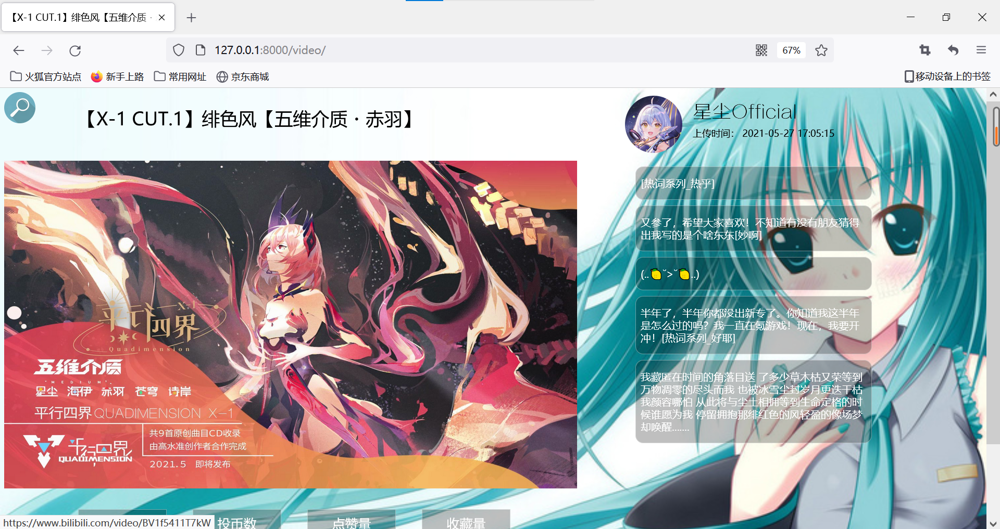 【X-1 CUT.1】绯色风【五维介质 ·
127.0.0.1:8000/video/
67%
火狐官方站点
新手上路
常用网址
京东商城
移动设备上的书签
【X-1 CUT.1】绯色风【五维介质 · 赤羽】
星尘Official
上传时间： 2021-05-27 17:05:15
[热词系列_热乎]
又参了，希望大家喜欢！不知道有没有朋友猜得
出我写的是个啥东东[妙啊]
(..🍋˘>˘🍋..)
半年了，半年你都没出新专了。你知道我这半年
是怎么过的吗？我一直在氪游戏！现在，我要开
冲！[热词系列_好耶]
我藏匿在时间的角落目送 了多少草木枯又荣等到
万物凋零的尽头而我 也被冰雪尘封岁月更迭干枯
我颜容哪怕 从此将与尘土相拥等到生命定格的时
候谁愿为我 停留拥抱那绯红色的风轻盈的像场梦
却唤醒.......
平行四界 X-1
Quadimension
五维介质
"MEDIUM"
星尘 海伊 赤羽 苍穹 诗岸
平行四界QUADIMENSION X-1
平行四界
QUADIMENSION
共9首原创曲目CD收录
由高水准创作者合作完成
2021.5 即将发布
投币数
点赞量
收藏量
https://www.bilibili.com/video/BV1f5411T7kW